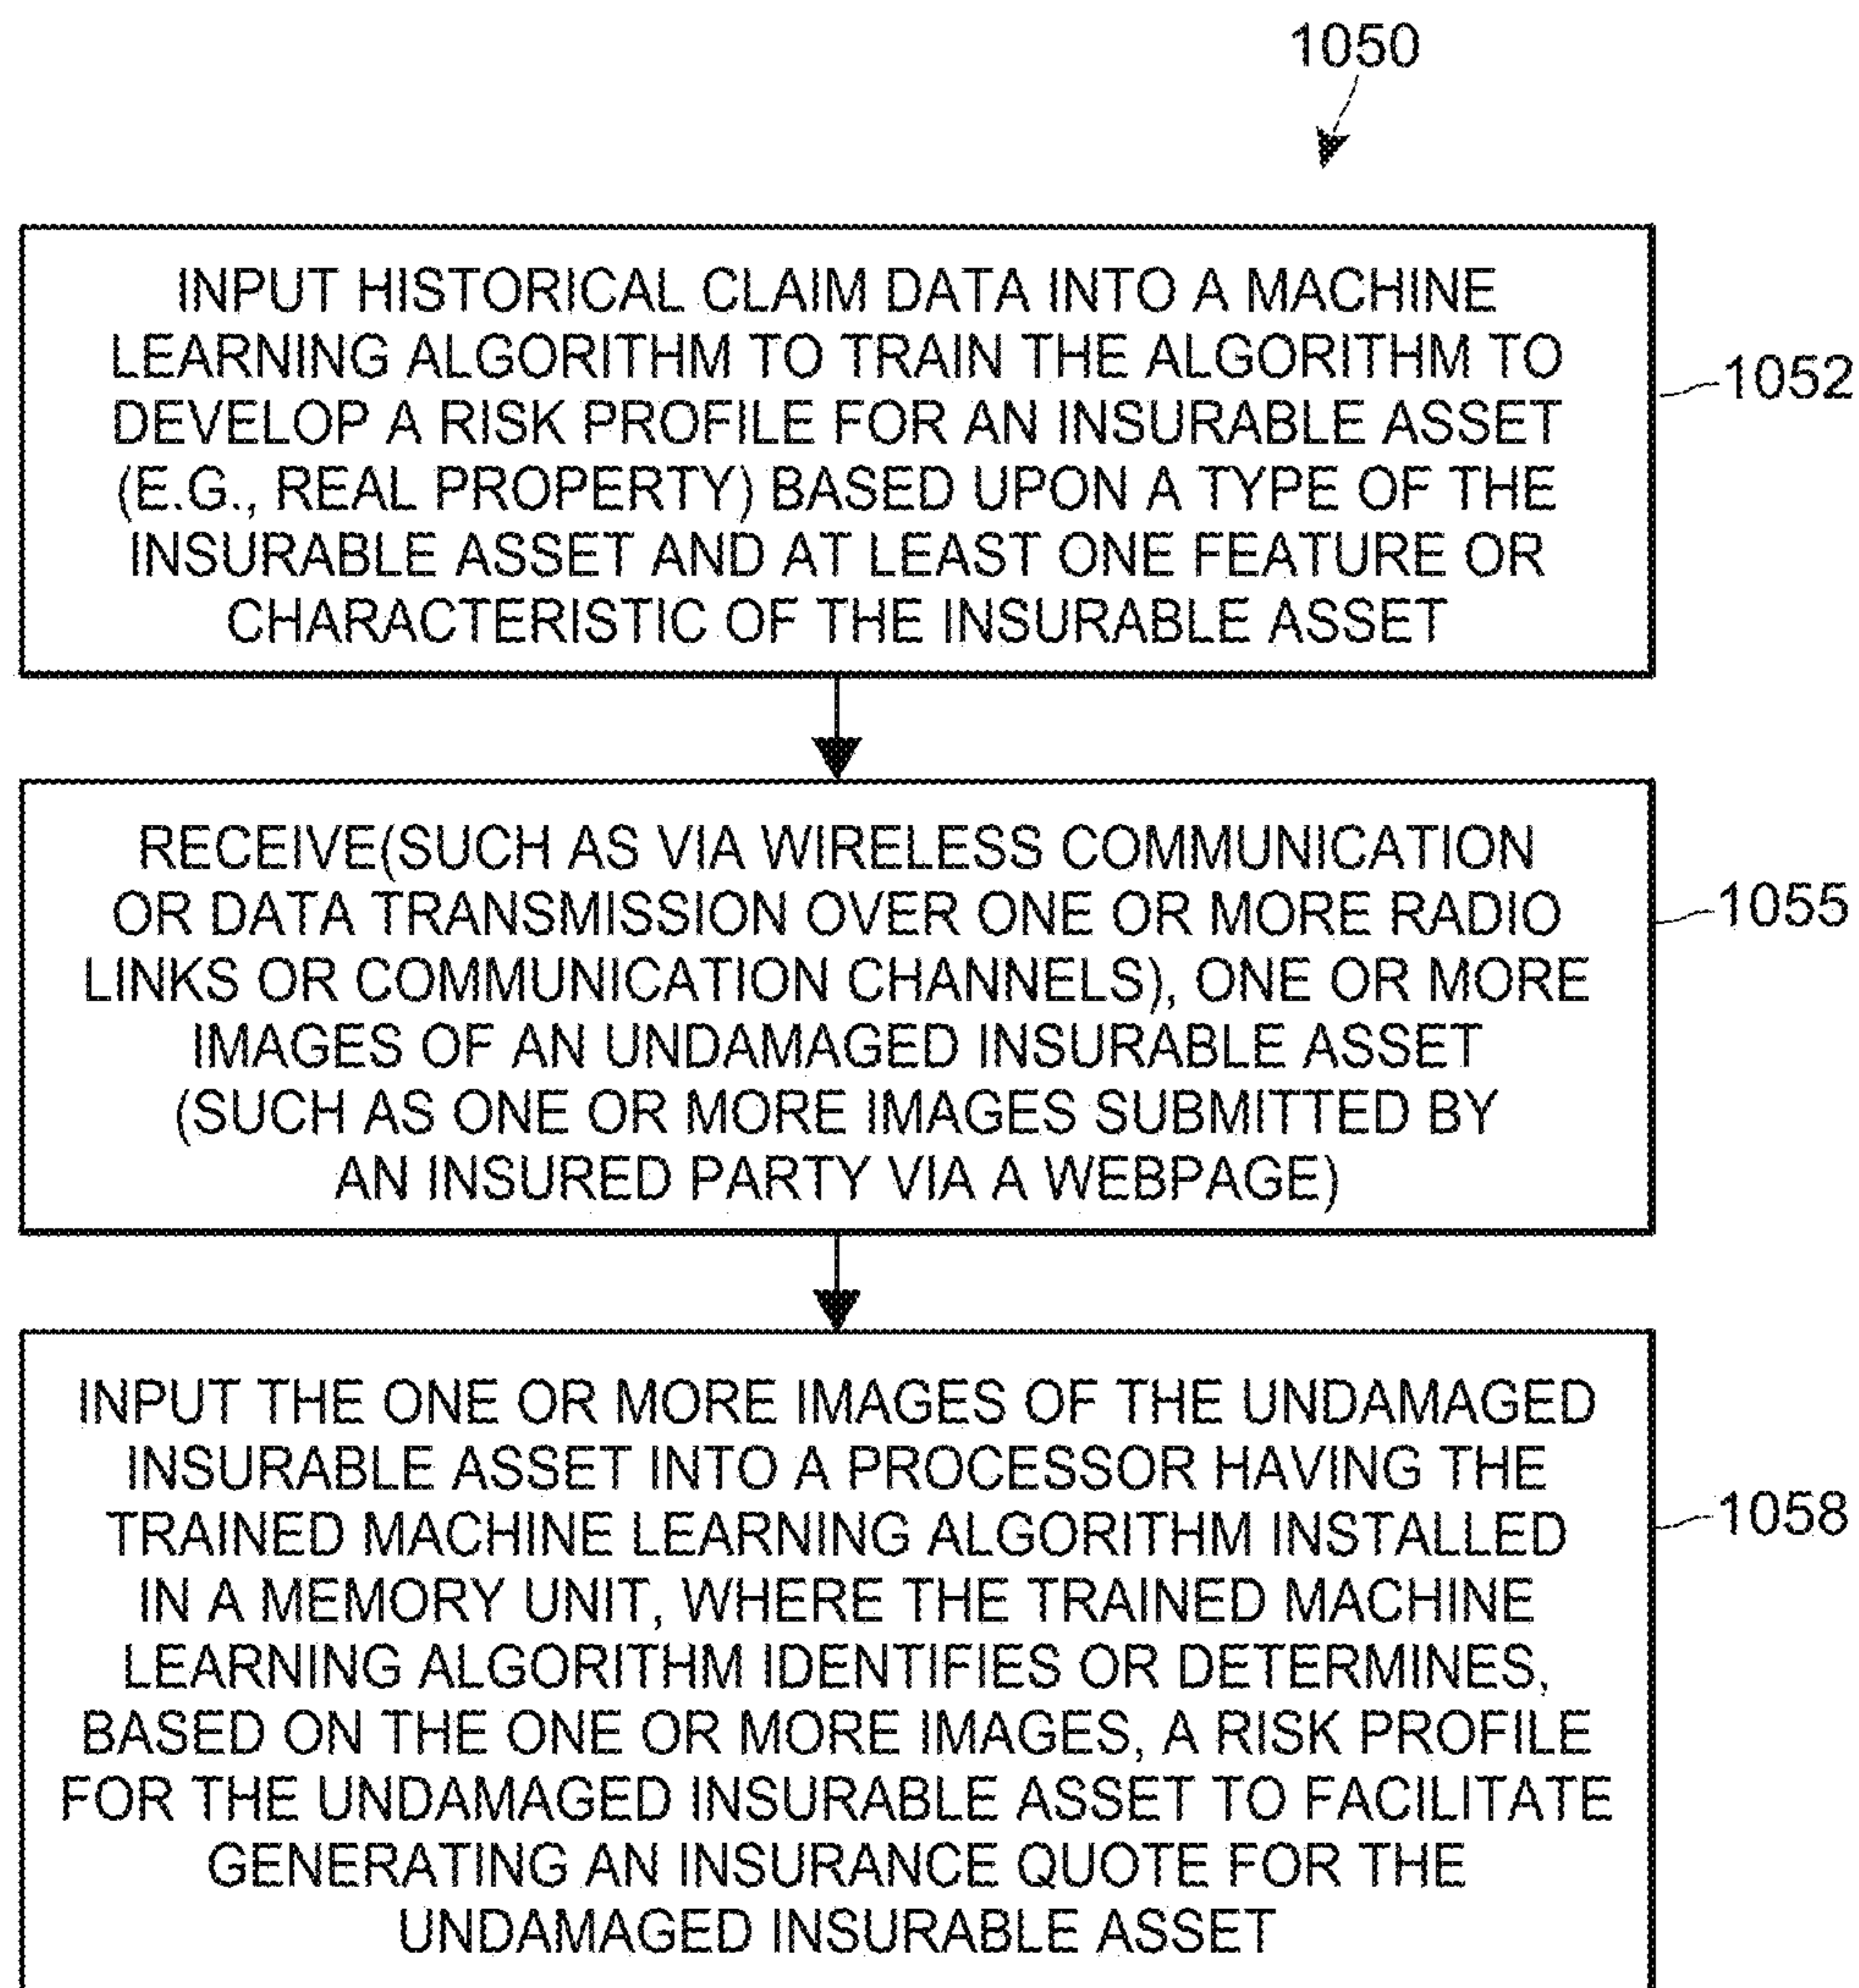 1050
INPUT HISTORICAL CLAIM DATA INTO A MACHINE
LEARNING ALGORITHM TO TRAIN THE ALGORITHM TO
DEVELOP A RISK PROFILE FOR AN INSURABLE ASSET
(E.G., REAL PROPERTY) BASED UPON A TYPE OF THE
INSURABLE ASSET AND AT LEAST ONE FEATURE OR
CHARACTERISTIC OF THE INSURABLE ASSET
1052
RECEIVE(SUCH AS VIA WIRELESS COMMUNICATION
OR DATA TRANSMISSION OVER ONE OR MORE RADIO
LINKS OR COMMUNICATION CHANNELS), ONE OR MORE
IMAGES OF AN UNDAMAGED INSURABLE ASSET
(SUCH AS ONE OR MORE IMAGES SUBMITTED BY
AN INSURED PARTY VIA A WEBPAGE)
1055
INPUT THE ONE OR MORE IMAGES OF THE UNDAMAGED
INSURABLE ASSET INTO A PROCESSOR HAVING THE
TRAINED MACHINE LEARNING ALGORITHM INSTALLED
IN A MEMORY UNIT, WHERE THE TRAINED MACHINE
LEARNING ALGORITHM IDENTIFIES OR DETERMINES,
BASED ON THE ONE OR MORE IMAGES, A RISK PROFILE
FOR THE UNDAMAGED INSURABLE ASSET TO FACILITATE
GENERATING AN INSURANCE QUOTE FOR THE
UNDAMAGED INSURABLE ASSET
1058